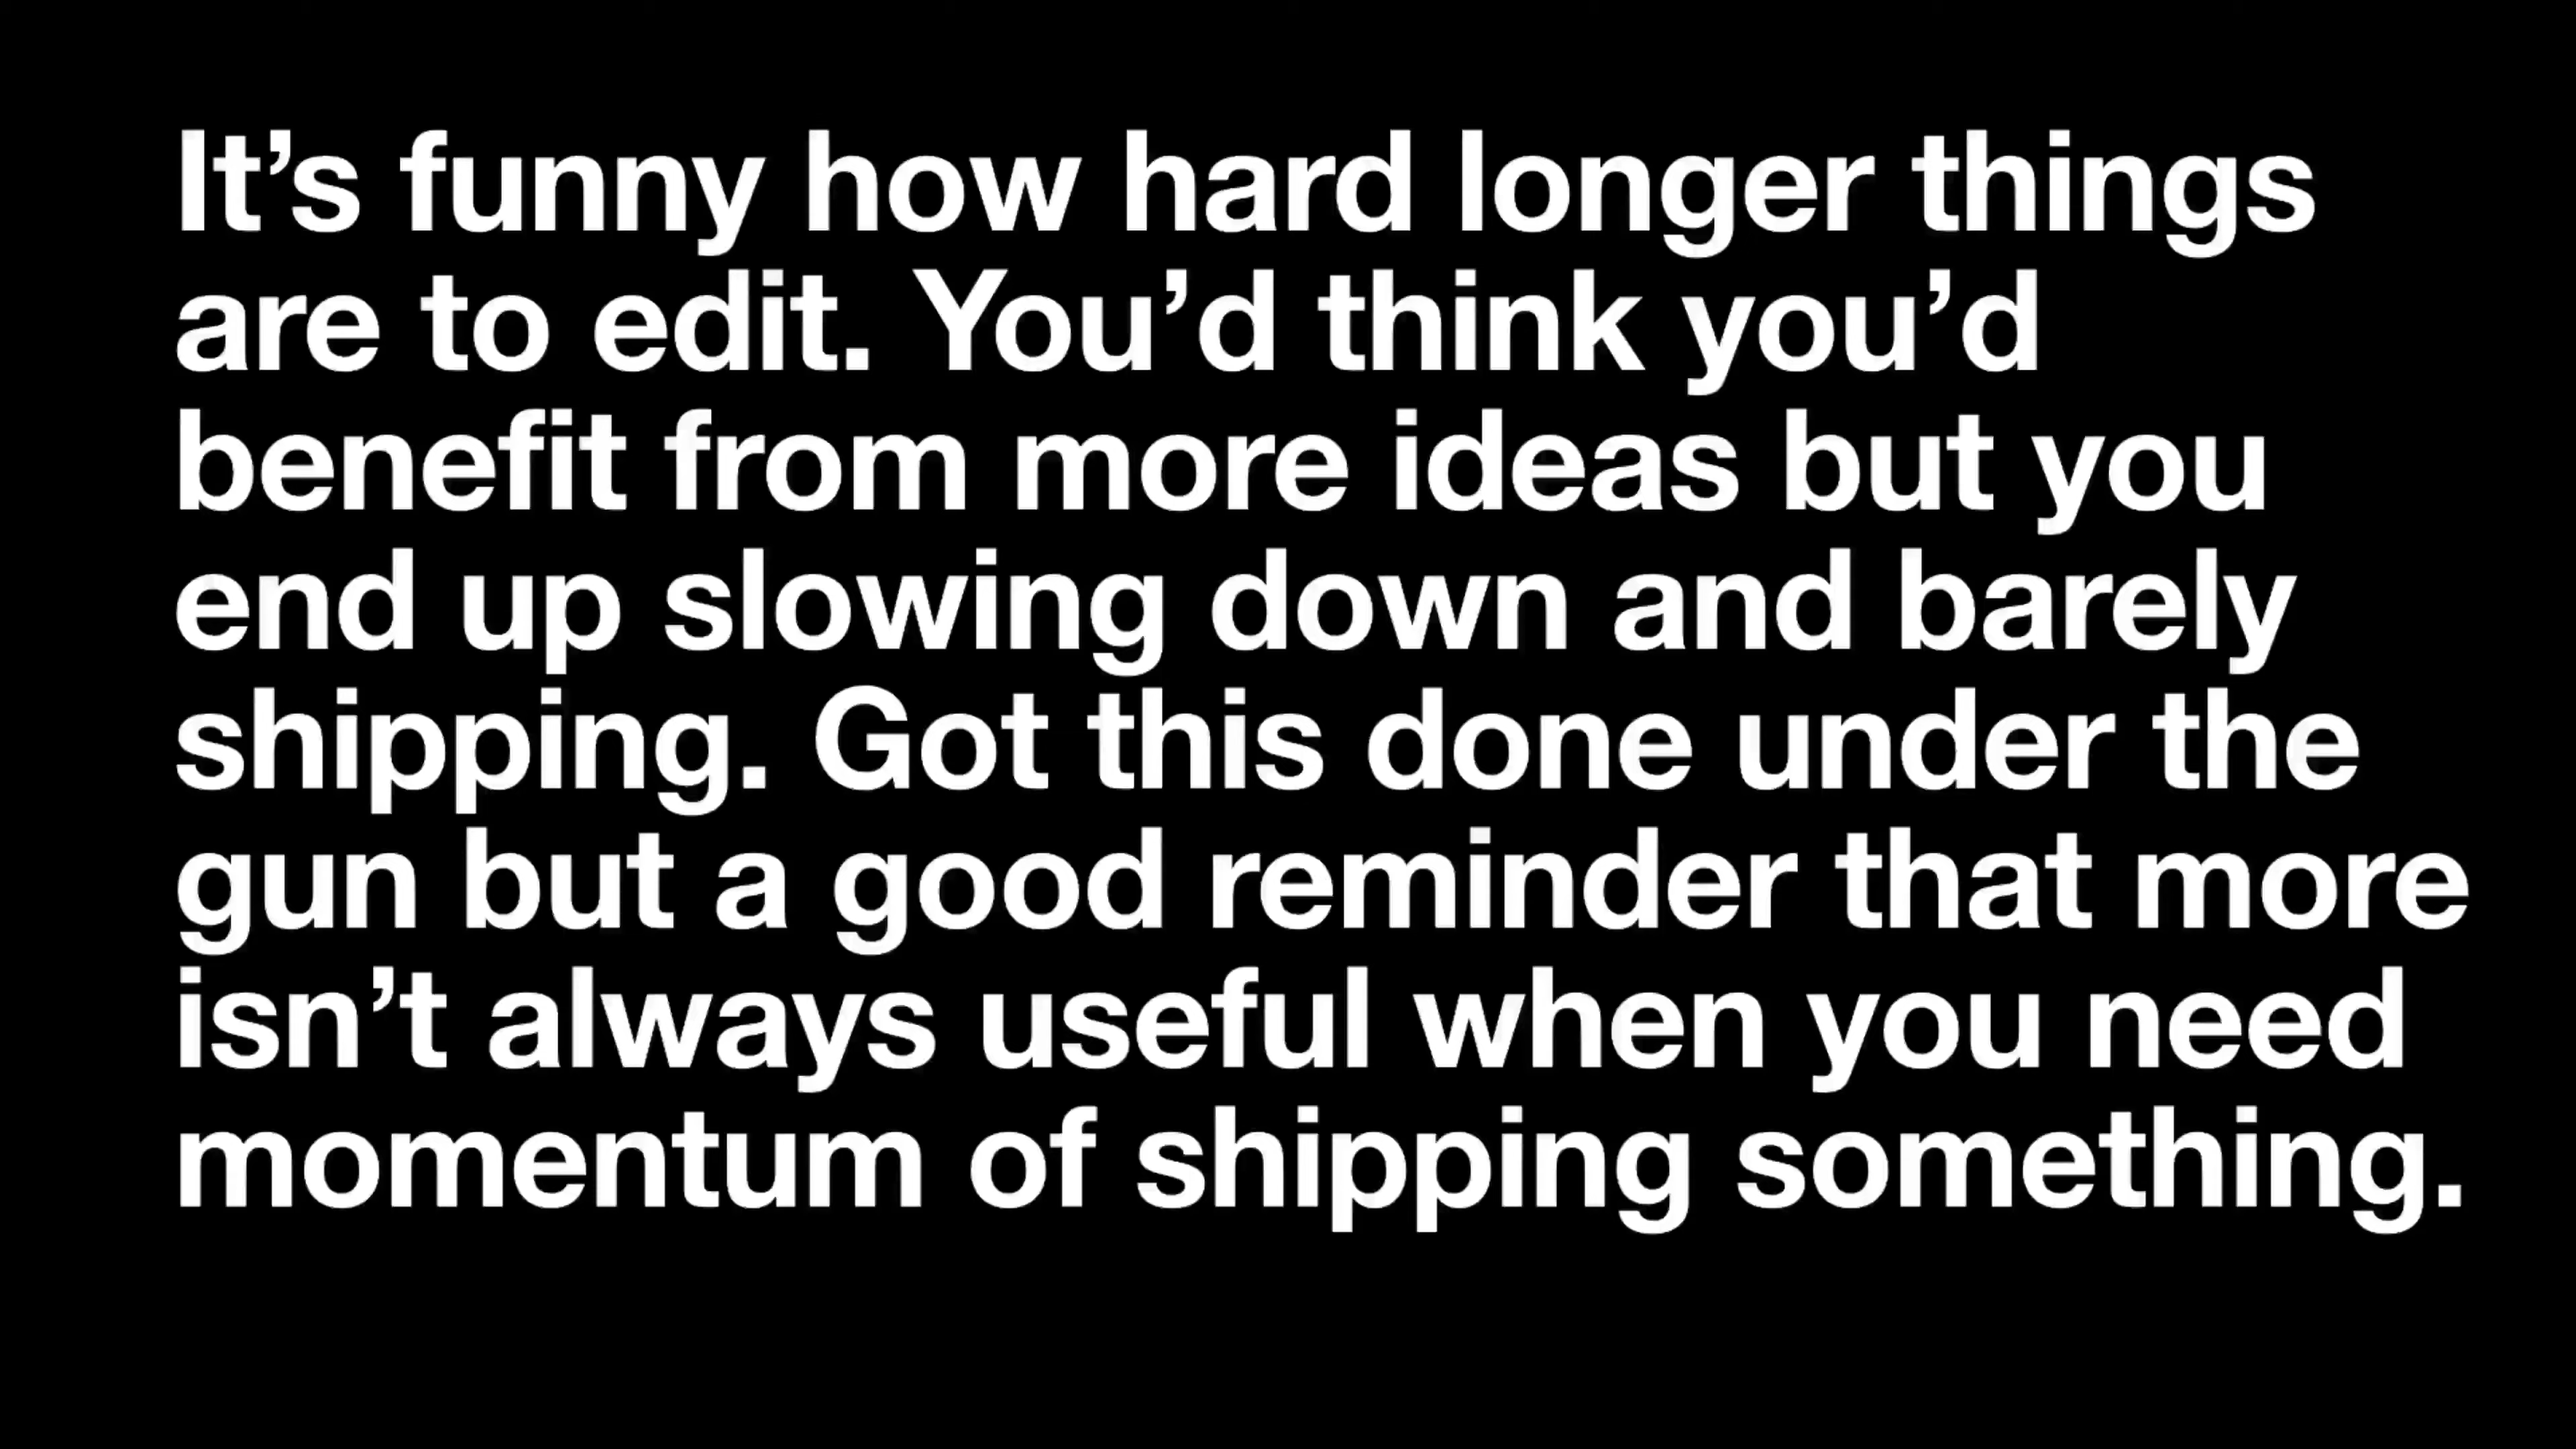 It’s funny how hard longer things
are to edit. You’d think you’d
benefit from more ideas but you
end up slowing down and barely
shipping. Got this done under the
gun but a good reminder that more
isn’t always useful when you need
momentum of shipping something.